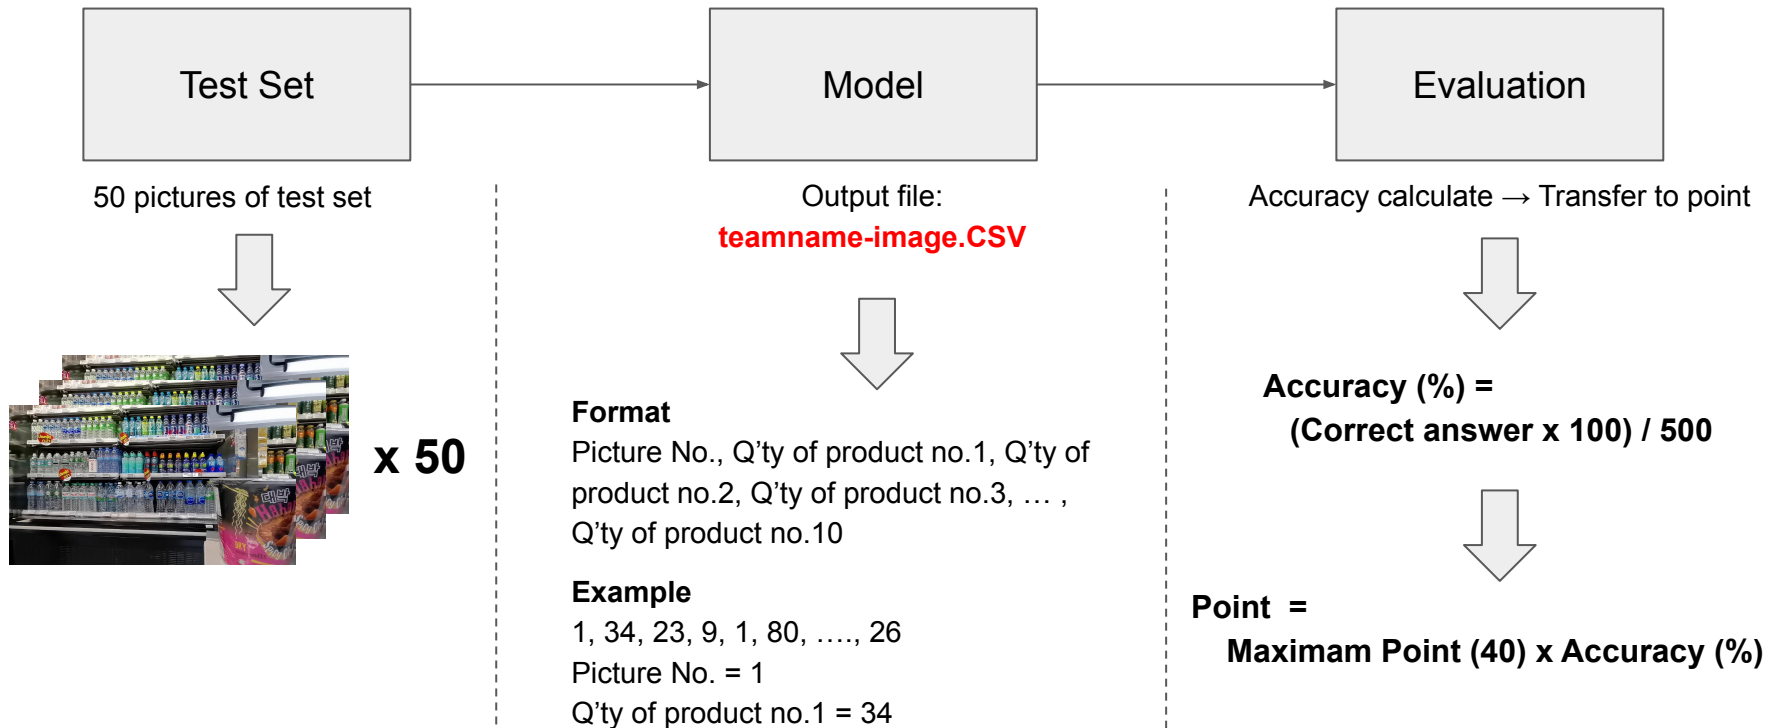 Test Set
Model
Evaluation
50 pictures of test set
x 50
Output file:
teamname-image.CSV
Format
Picture No., Q'ty of product no.1, Q'ty of
product no.2, Q'ty of product no.3, … ,
Q'ty of product no.10
Example
1, 34, 23, 9, 1, 80, …., 26
Picture No. = 1
Q'ty of product no.1 = 34
Accuracy calculate → Transfer to point
Accuracy (%) =
(Correct answer x 100) / 500
Point =
Maximam Point (40) x Accuracy (%)
대박